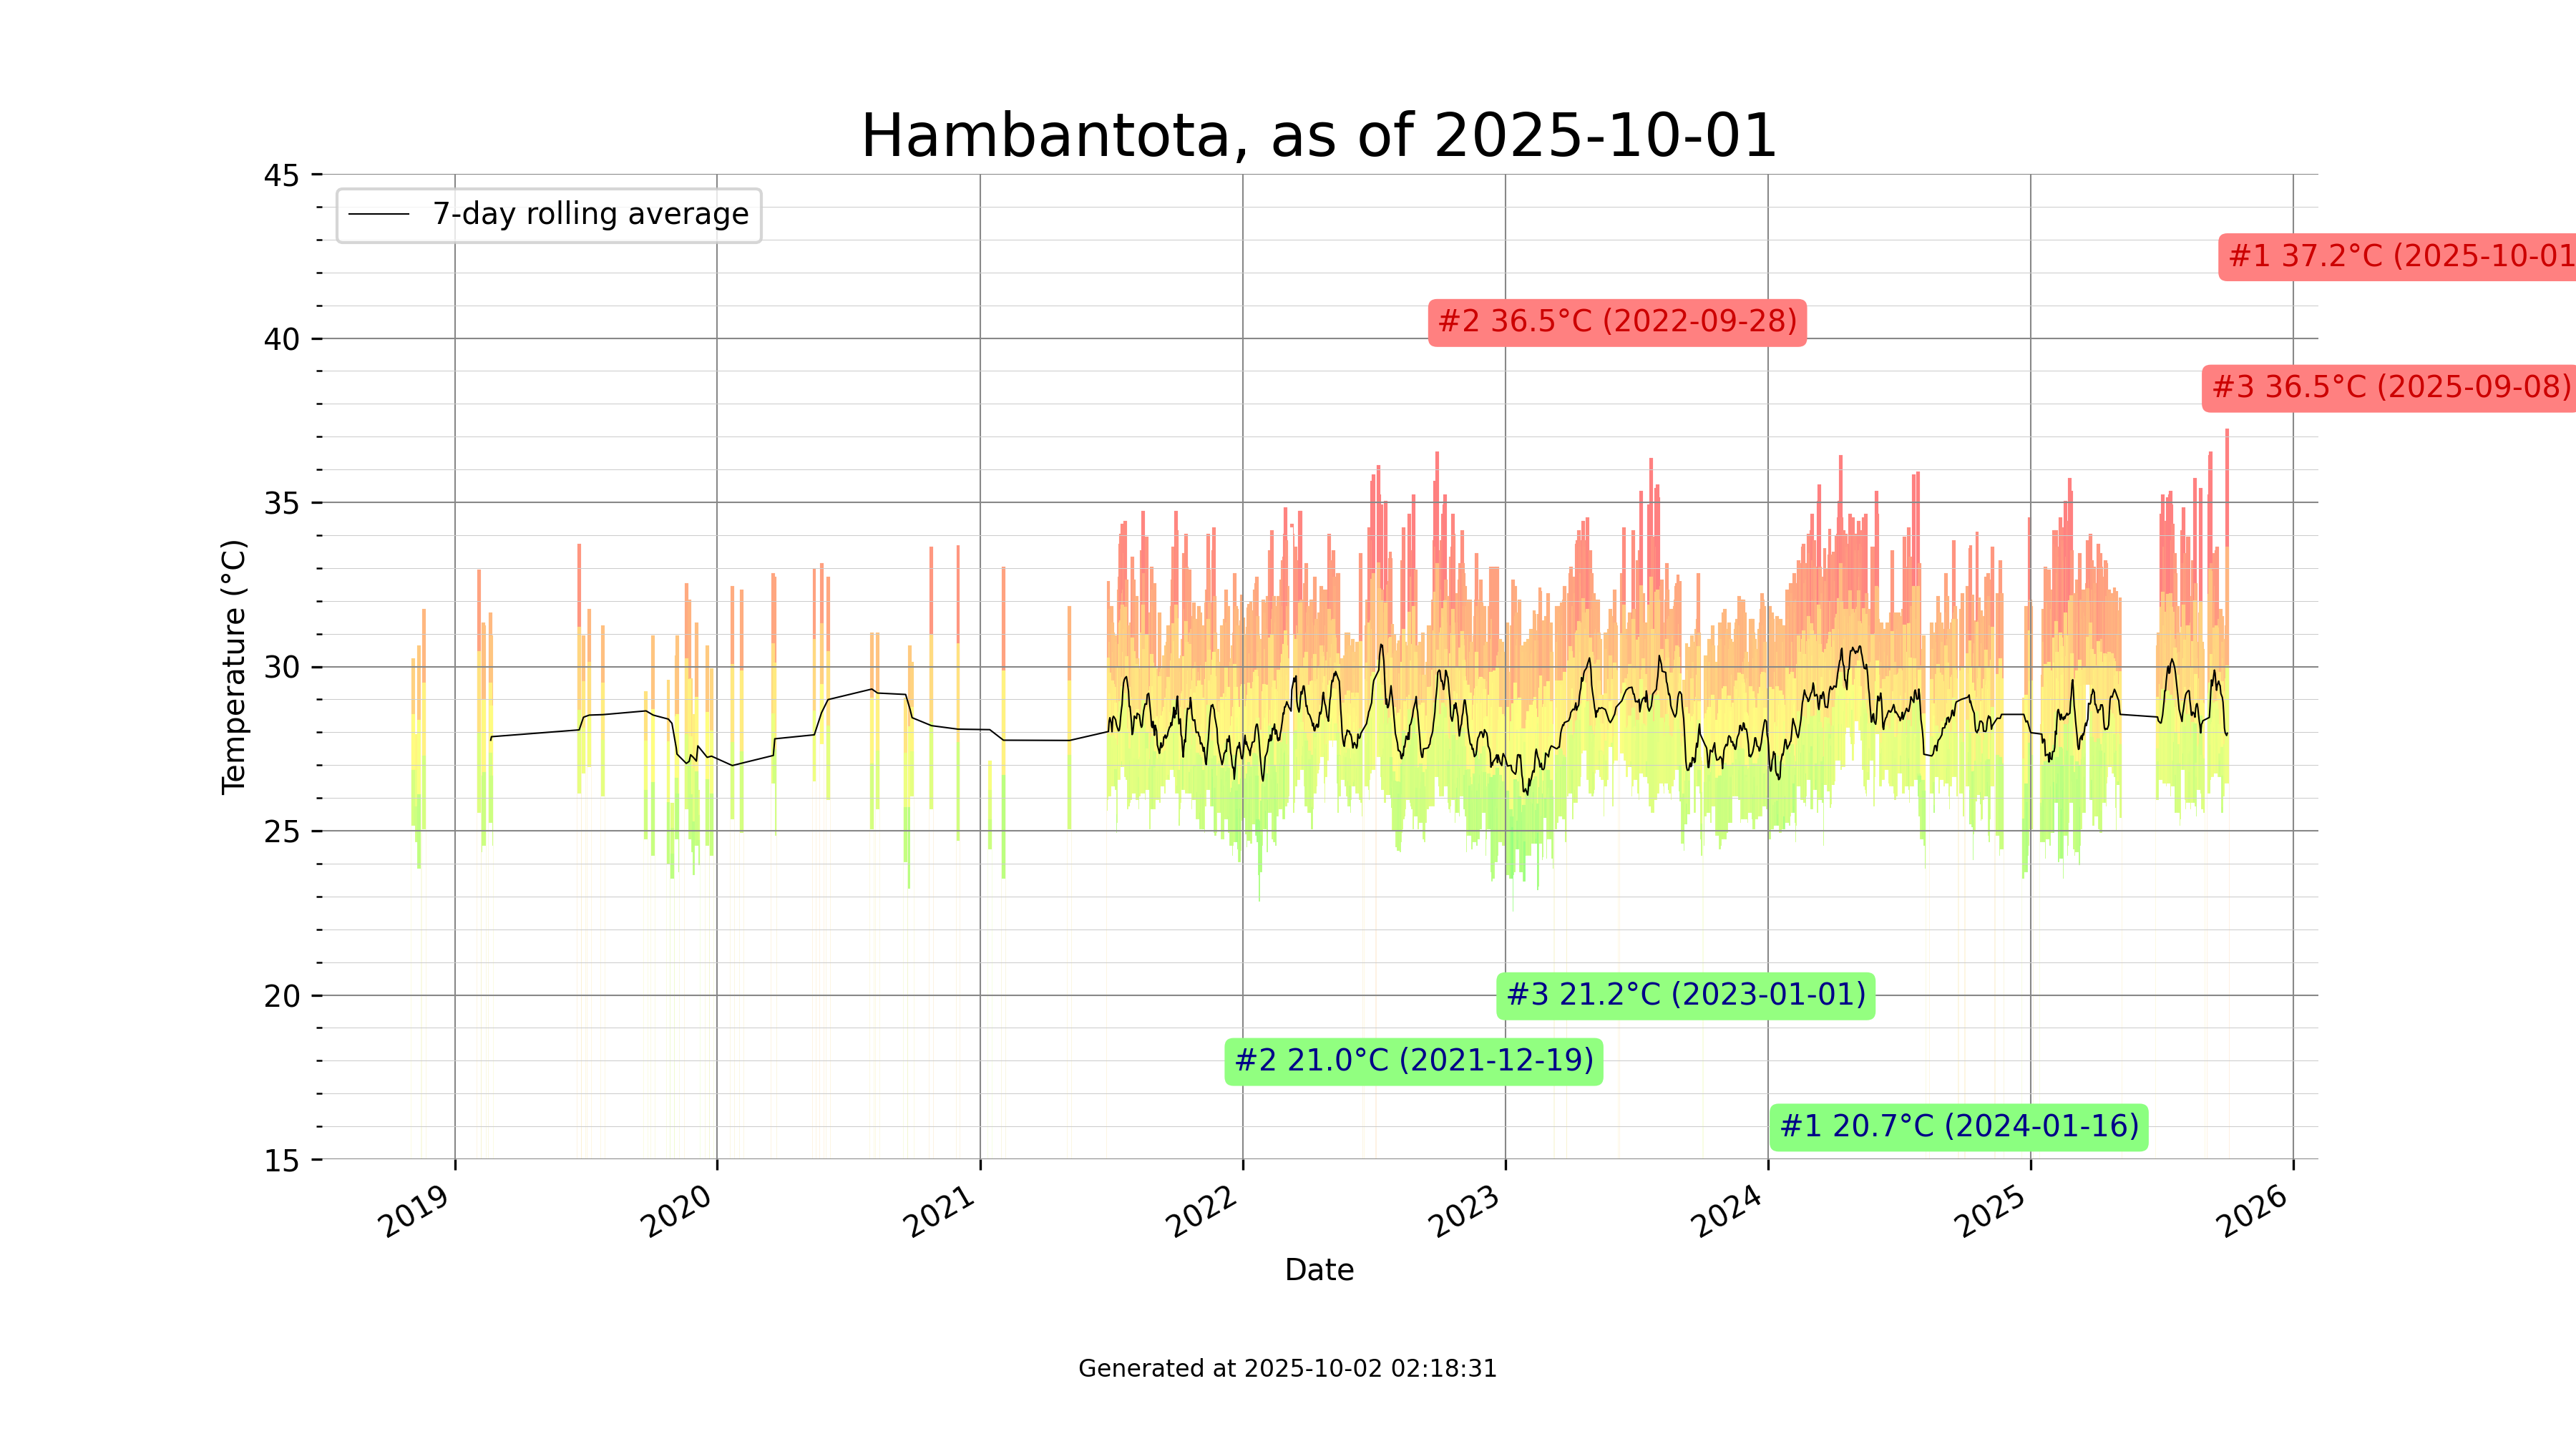 Hambantota, as of 2025-10-01
45
7-day rolling average
#1 37.2°C (2025-10-01
#2 36.5°C (2022-09-28)
40
#3 36.5°C (2025-09-08)
35
Temperature (°C)
30
25
20
#3 21.2°C (2023-01-01)
#2 21.0°C (2021-12-19)
#1 20.7°C (2024-01-16)
15
2019 2020 2021 2022 2023 2024 2025 2026
Date
Generated at 2025-10-02 02:18:31